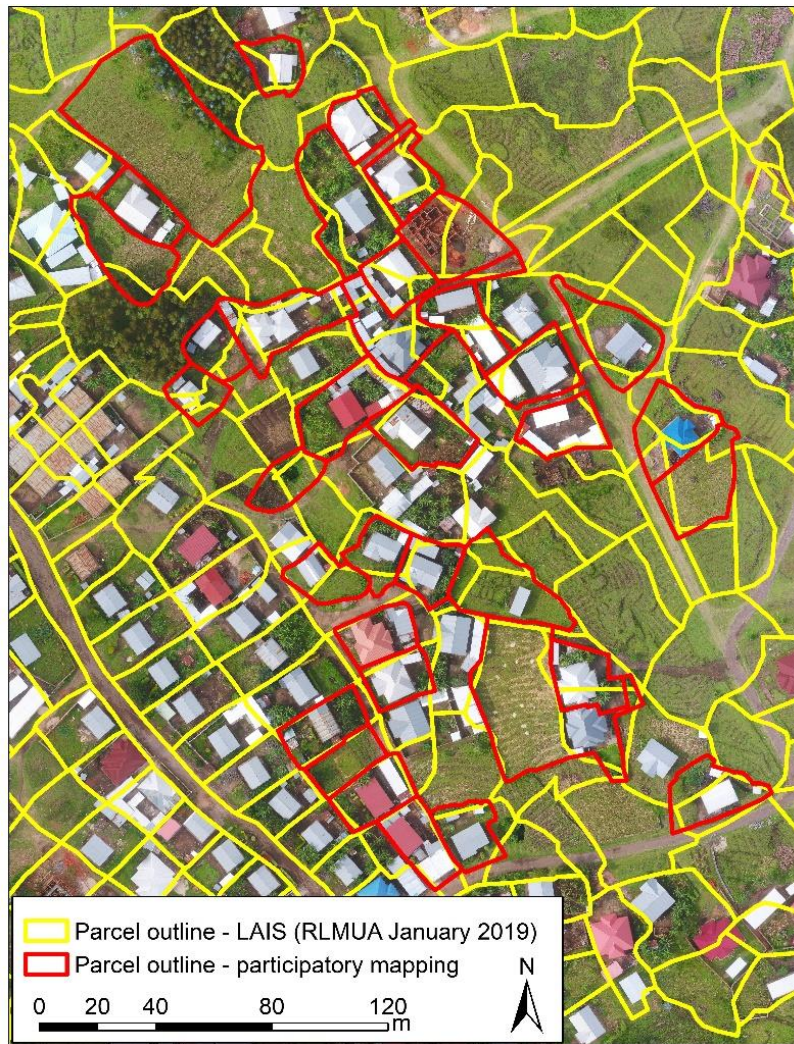 Parcel outline - LAIS (RLMUA January 2019)
Parcel outline - participatory mapping
N
0 20 40 80 120
m